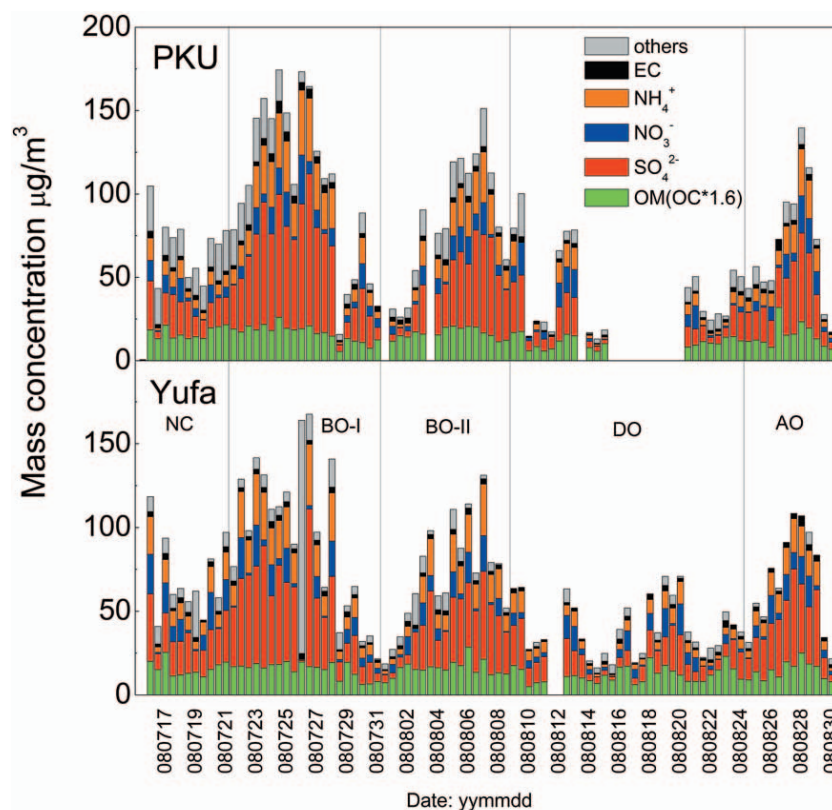 Mass concentration μg/m³
200
150
100
50
0
PKU
others
EC
NH₄⁺
NO₃⁻
SO₄²⁻
OM(OC*1.6)
150
100
50
0
Yufa
NC
BO-I
BO-II
DO
AO
080717
080719
080721
080723
080725
080727
080729
080731
080802
080804
080806
080808
080810
080812
080814
080816
080818
080820
080822
080824
080826
080828
080830
Date: yymmdd